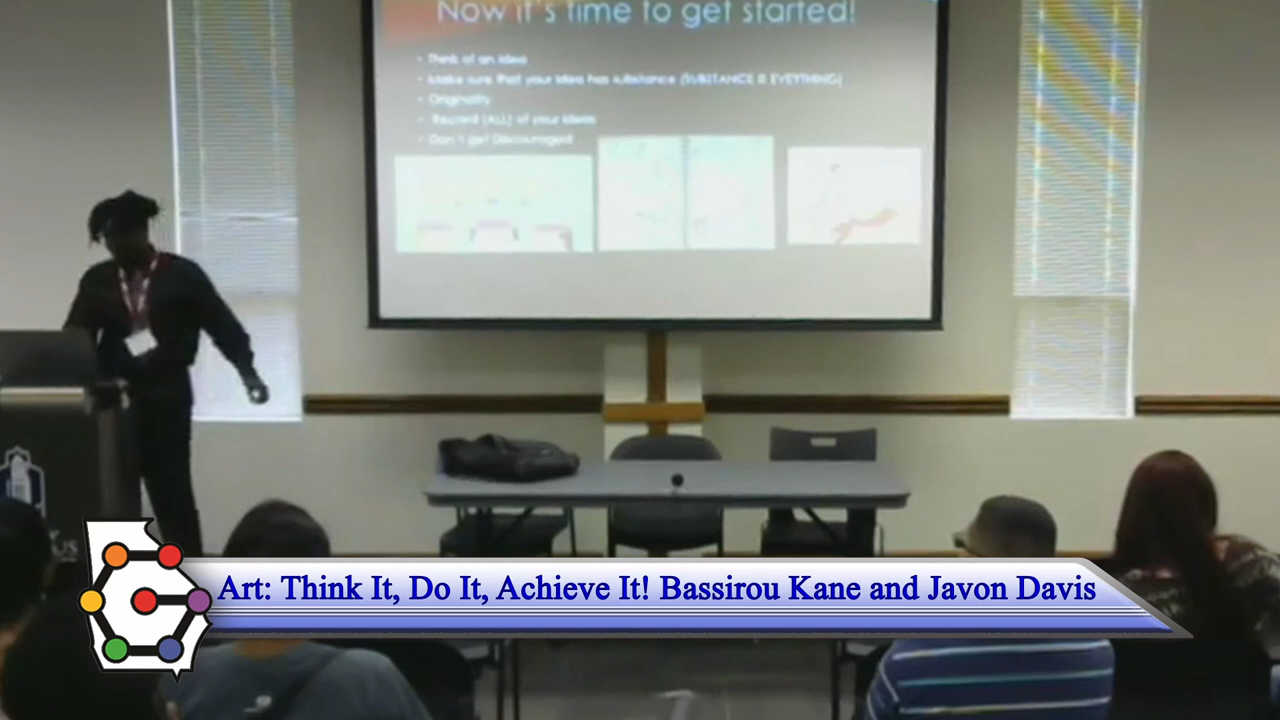 Now it's time to get started!
• Think of an idea
• Make sure that your idea has substance (SUBSTANCE IS EVYTHING)
• Originality
• Record (ALL) of your ideas
• Don't get Discouraged!
Art: Think It, Do It, Achieve It! Bassirou Kane and Javon Davis